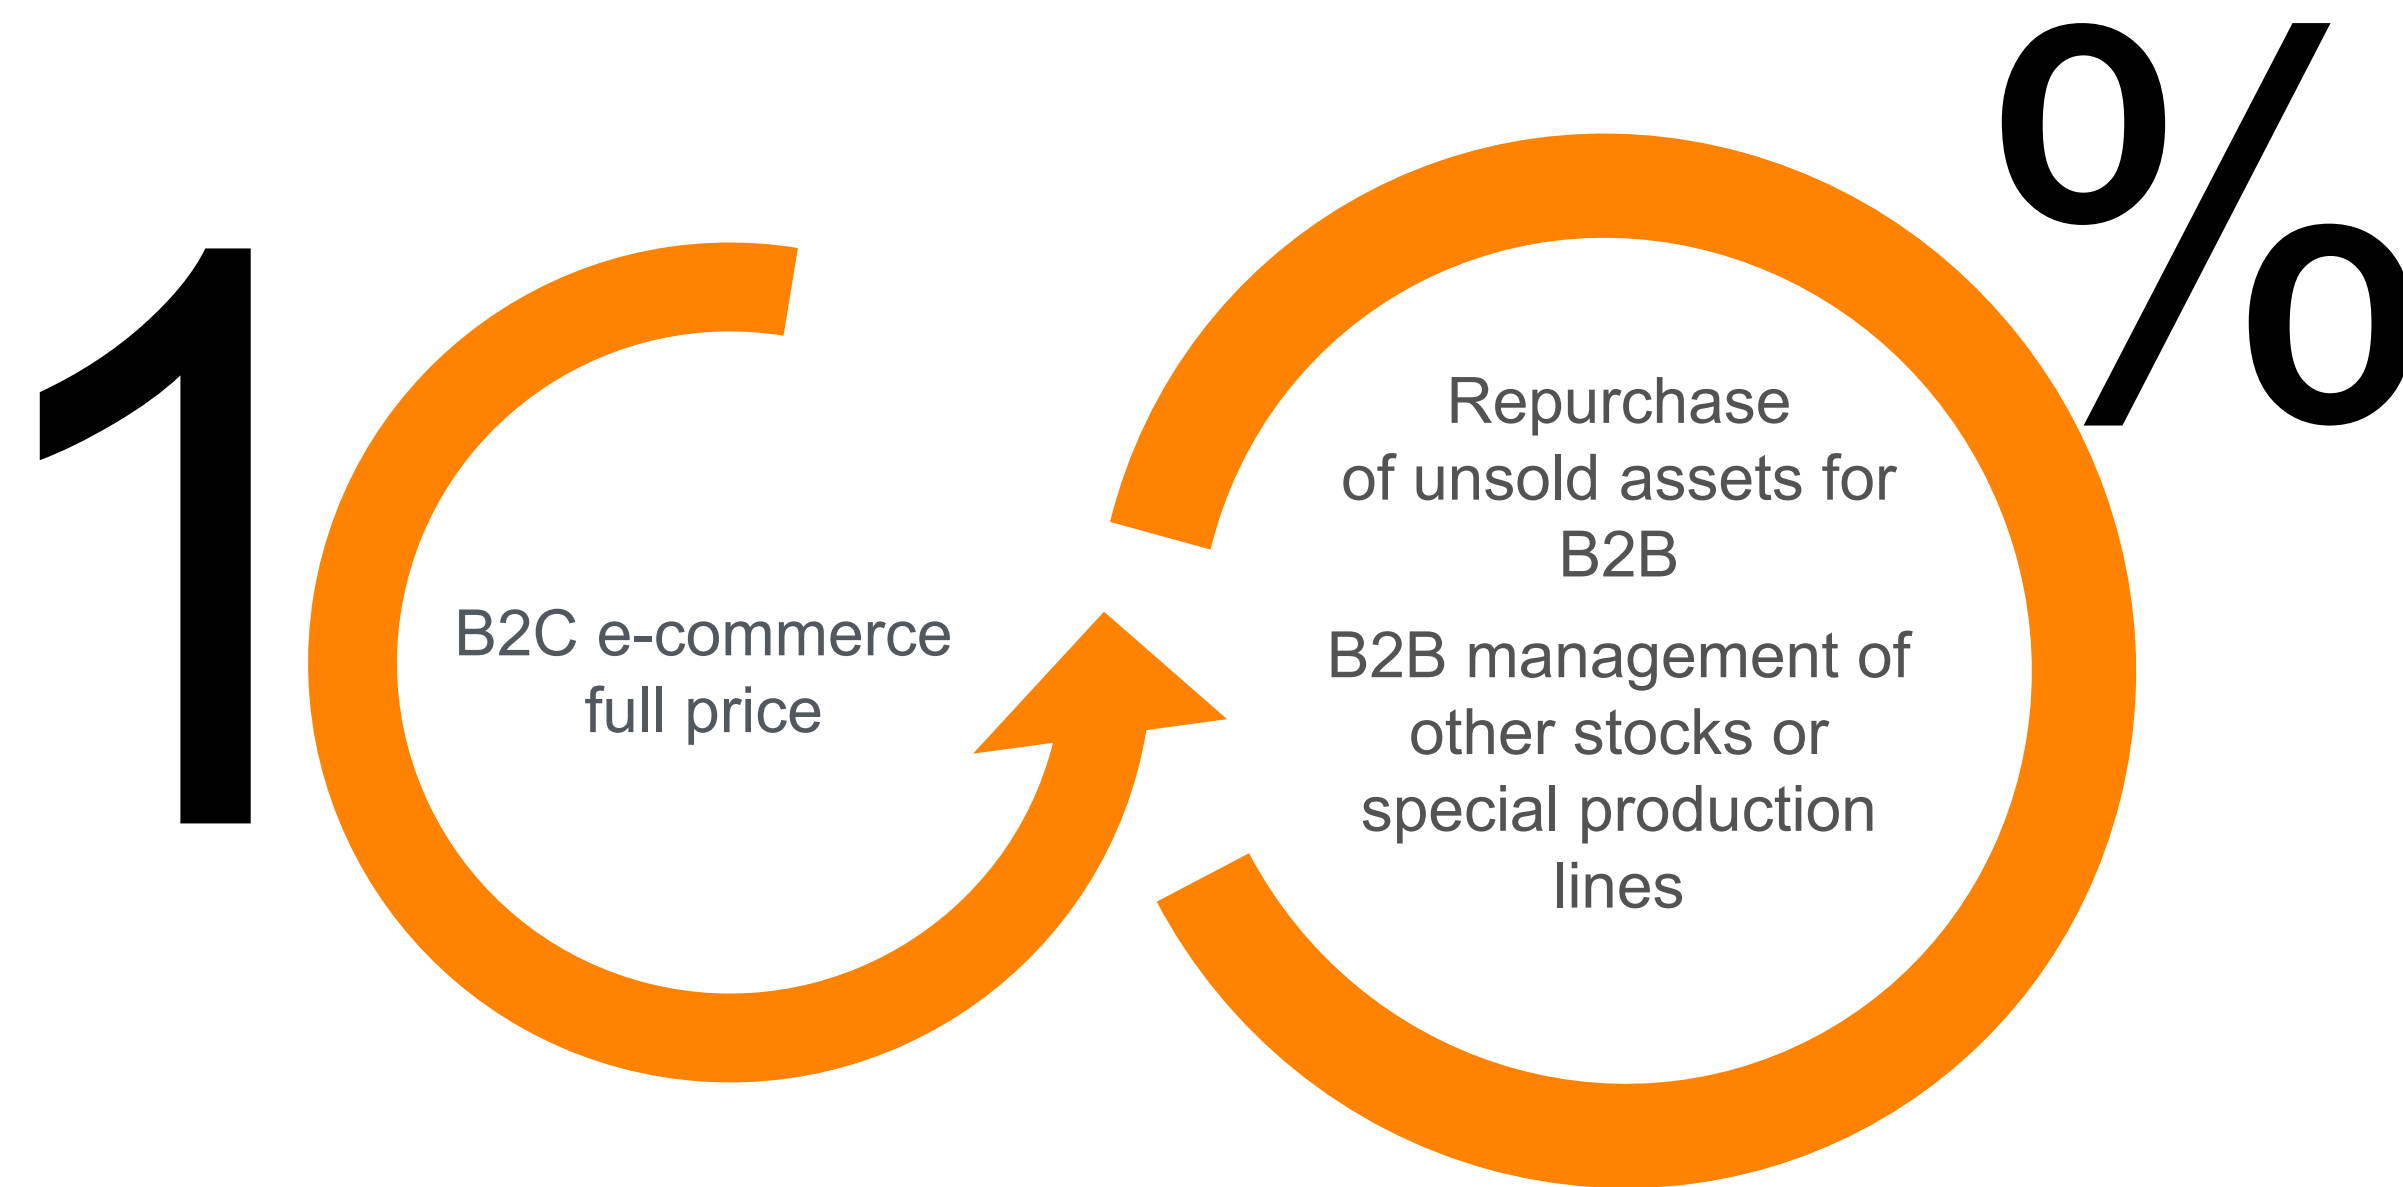 1
%
B2C e-commerce
full price
Repurchase
of unsold assets for
B2B
B2B management of
other stocks or
special production
lines